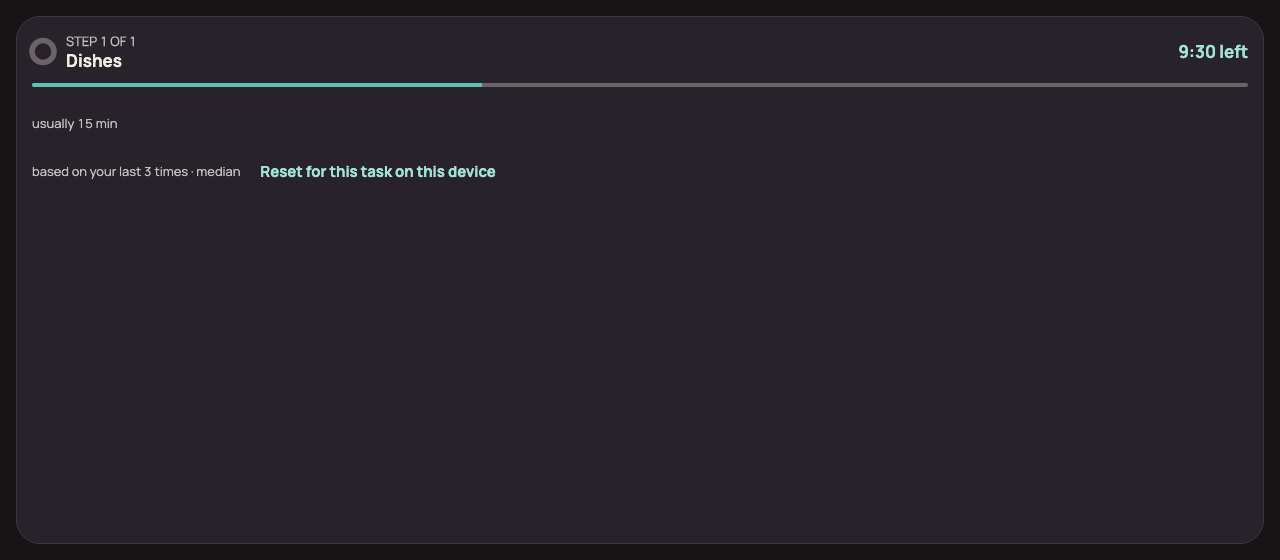 STEP 1 OF 1
Dishes
9:30 left
usually 15 min
based on your last 3 times · median
Reset for this task on this device